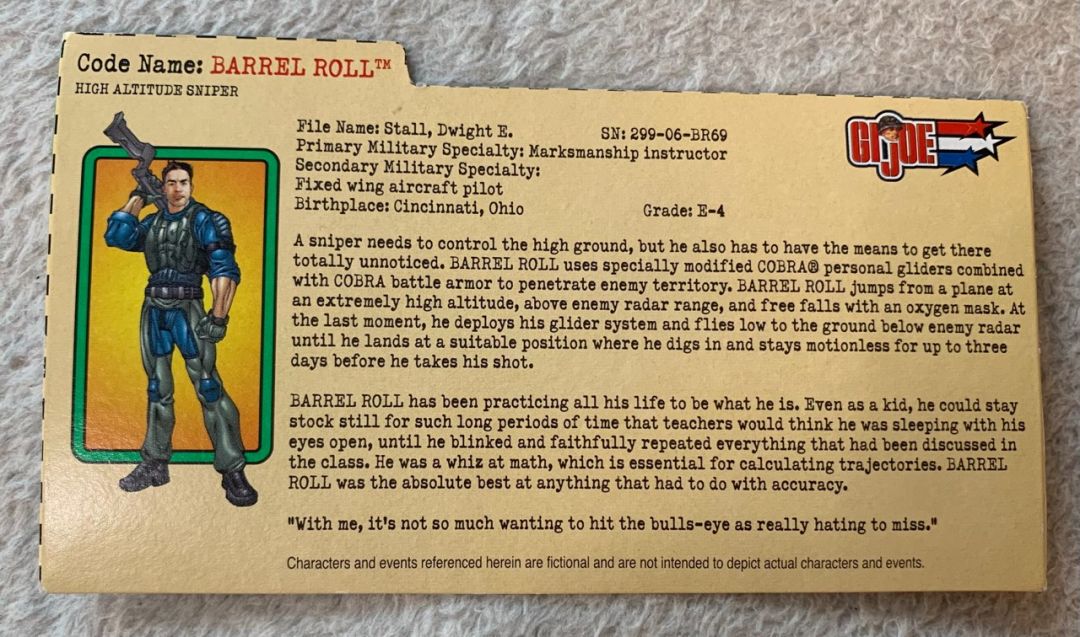 Code Name: BARREL ROLL™
HIGH ALTITUDE SNIPER
GI JOE
File Name: Stall, Dwight E. SN: 299-06-BR69
Primary Military Specialty: Marksmanship instructor
Secondary Military Specialty:
Fixed wing aircraft pilot
Birthplace: Cincinnati, Ohio Grade: E-4
A sniper needs to control the high ground, but he also has to have the means to get there
totally unnoticed. BARREL ROLL uses specially modified COBRA® personal gliders combined
with COBRA battle armor to penetrate enemy territory. BARREL ROLL jumps from a plane at
an extremely high altitude, above enemy radar range, and free falls with an oxygen mask. At
the last moment, he deploys his glider system and flies low to the ground below enemy radar
until he lands at a suitable position where he digs in and stays motionless for up to three
days before he takes his shot.
BARREL ROLL has been practicing all his life to be what he is. Even as a kid, he could stay
stock still for such long periods of time that teachers would think he was sleeping with his
eyes open, until he blinked and faithfully repeated everything that had been discussed in
the class. He was a whiz at math, which is essential for calculating trajectories. BARREL
ROLL was the absolute best at anything that had to do with accuracy.
"With me, it's not so much wanting to hit the bulls-eye as really hating to miss."
Characters and events referenced herein are fictional and are not intended to depict actual characters and events.